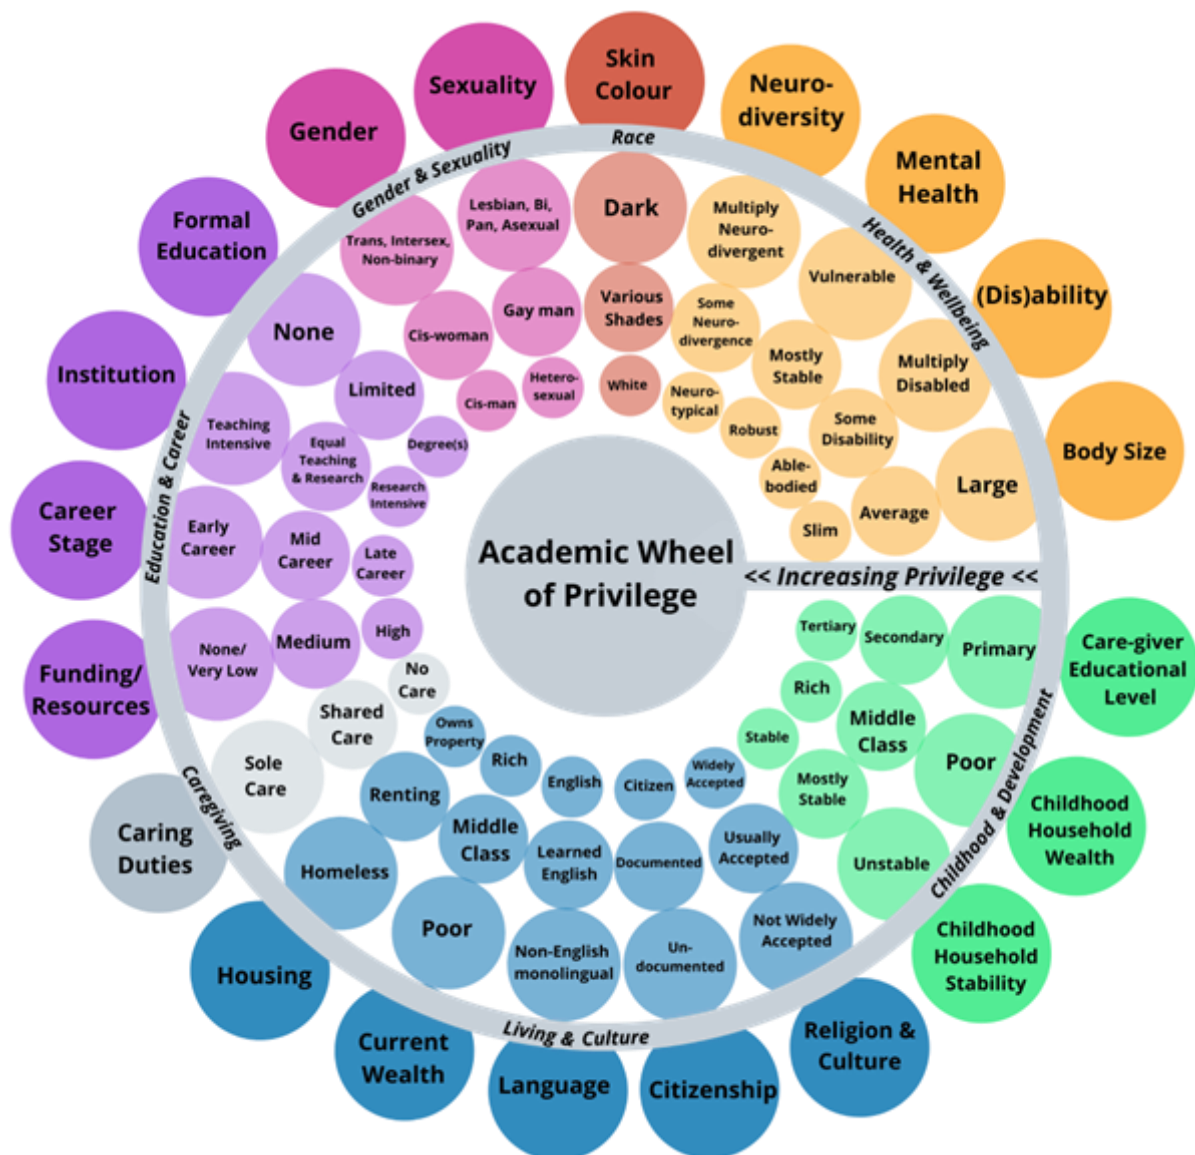 Academic Wheel
of Privilege
<< Increasing Privilege <<
Race
Skin
Colour
Dark
Various
Shades
White
Health & Wellbeing
Neuro-
diversity
Multiply
Neuro-
divergent
Some
Neuro-
divergence
Neuro-
typical
Mental
Health
Vulnerable
Mostly
Stable
Robust
(Dis)ability
Multiply
Disabled
Some
Disability
Able-
bodied
Body Size
Large
Average
Slim
Childhood & Development
Care-giver
Educational
Level
Primary
Secondary
Tertiary
Childhood
Household
Wealth
Poor
Middle
Class
Rich
Childhood
Household
Stability
Unstable
Mostly
Stable
Stable
Living & Culture
Religion &
Culture
Not Widely
Accepted
Usually
Accepted
Widely
Accepted
Citizenship
Un-
documented
Documented
Citizen
Language
Non-English
monolingual
Learned
English
English
Current
Wealth
Poor
Middle
Class
Rich
Housing
Homeless
Renting
Owns
Property
Caregiving
Caring
Duties
Sole
Care
Shared
Care
No
Care
Education & Career
Funding/
Resources
None/
Very Low
Medium
High
Career
Stage
Early
Career
Mid
Career
Late
Career
Institution
Teaching
Intensive
Equal
Teaching
& Research
Research
Intensive
Formal
Education
None
Limited
Degree(s)
Gender & Sexuality
Gender
Trans, Intersex,
Non-binary
Cis-woman
Cis-man
Sexuality
Lesbian, Bi,
Pan, Asexual
Gay man
Hetero-
sexual